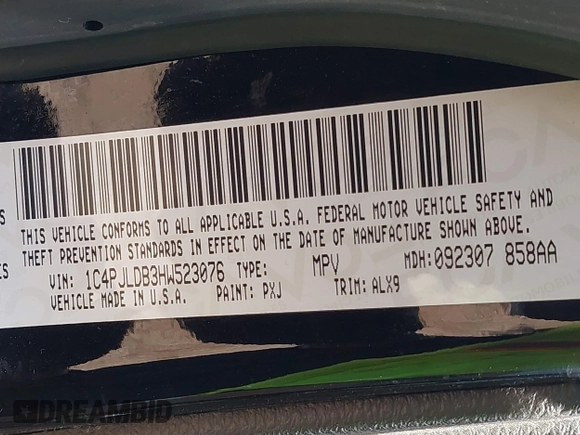 THIS VEHICLE CONFORMS TO ALL APPLICABLE U.S.A. FEDERAL MOTOR VEHICLE SAFETY AND
THEFT PREVENTION STANDARDS IN EFFECT ON THE DATE OF MANUFACTURE SHOWN ABOVE.
VIN: 1C4PJLDB3HW523076 TYPE: MPV MDH: 092307 858AA
VEHICLE MADE IN U.S.A. PAINT: PXJ TRIM: ALX9
DREAMBID